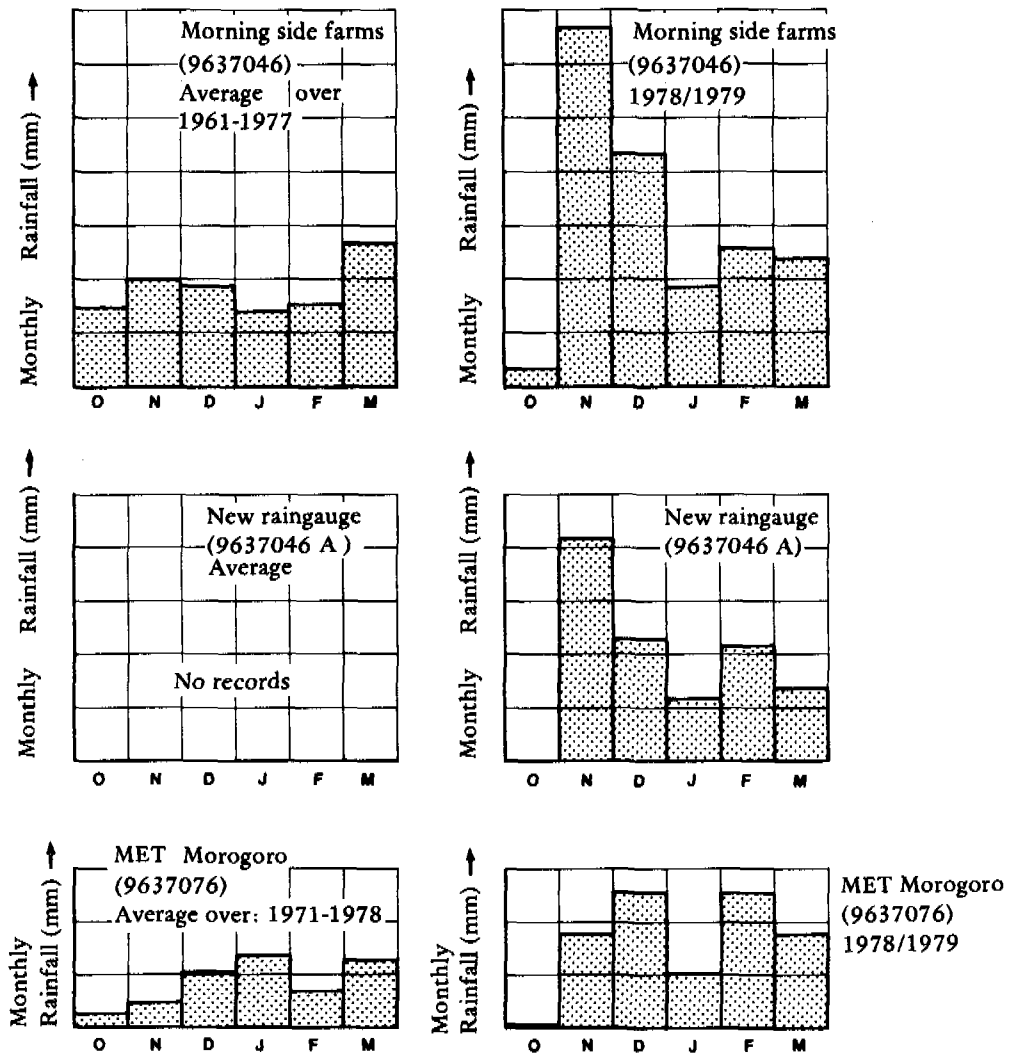 Morning side farms
(9637046)
Average over
1961-1977
Monthly Rainfall (mm) →
O N D J F M
Morning side farms
(9637046)
1978/1979
Monthly Rainfall (mm) →
O N D J F M
New raingauge
(9637046 A )
Average
No records
Monthly Rainfall (mm) →
O N D J F M
New raingauge
(9637046 A)
Monthly Rainfall (mm) →
O N D J F M
MET Morogoro
(9637076)
Average over: 1971-1978
Monthly
Rainfall (mm) →
O N D J F M
MET Morogoro
(9637076)
1978/1979
Monthly
Rainfall (mm) →
O N D J F M